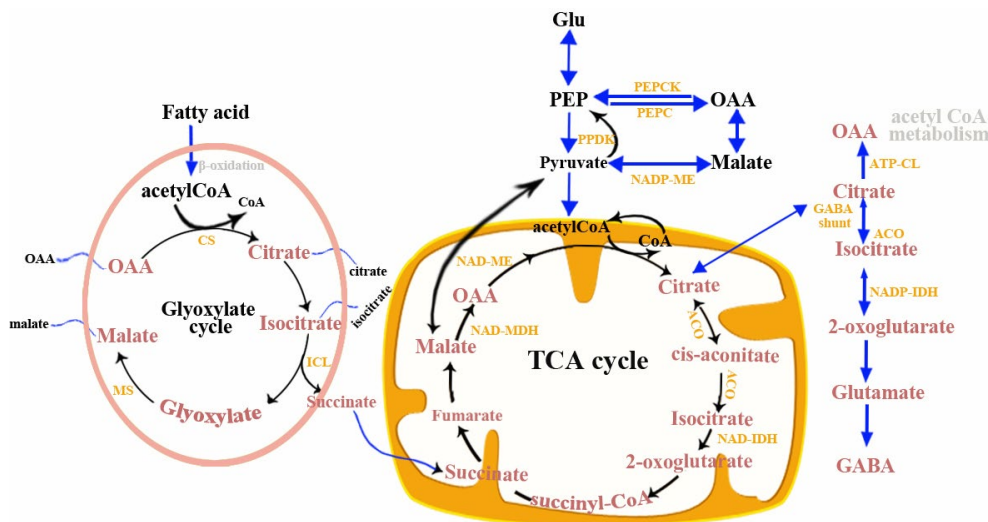 Glu
PEP
PEPCK
PEPC
OAA
PPDK
Pyruvate
NADP-ME
Malate
Fatty acid
β-oxidation
acetylCoA
CoA
CS
OAA
OAA
Citrate
citrate
Glyoxylate
cycle
malate
Malate
Isocitrate
isocitrate
MS
ICL
Glyoxylate
Succinate
acetylCoA
CoA
NAD-ME
OAA
Citrate
NAD-MDH
ACO
Malate
TCA cycle
cis-aconitate
ACO
Fumarate
Isocitrate
NAD-IDH
Succinate
2-oxoglutarate
succinyl-CoA
OAA
acetyl CoA
metabolism
ATP-CL
Citrate
GABA
shunt
ACO
Isocitrate
NADP-IDH
2-oxoglutarate
Glutamate
GABA